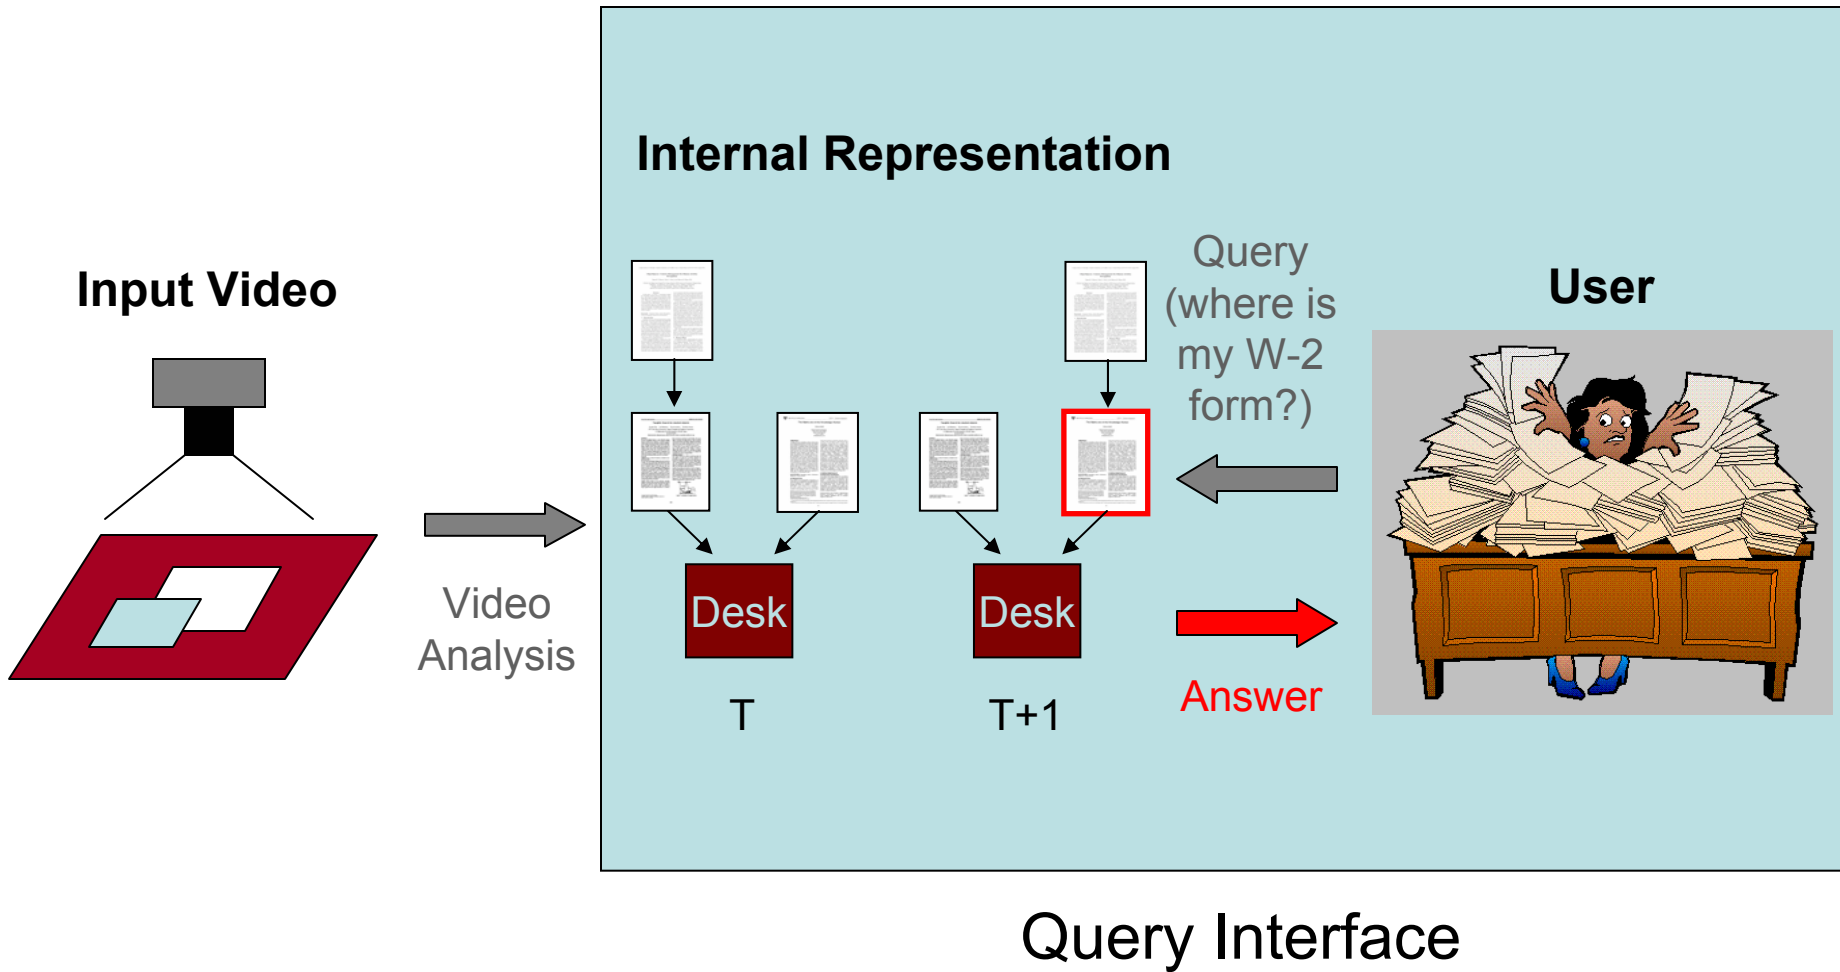 Internal Representation
Input Video
Query
(where is
my W-2
form?)
User
Video
Analysis
Desk
Desk
T
T+1
Answer
Query Interface